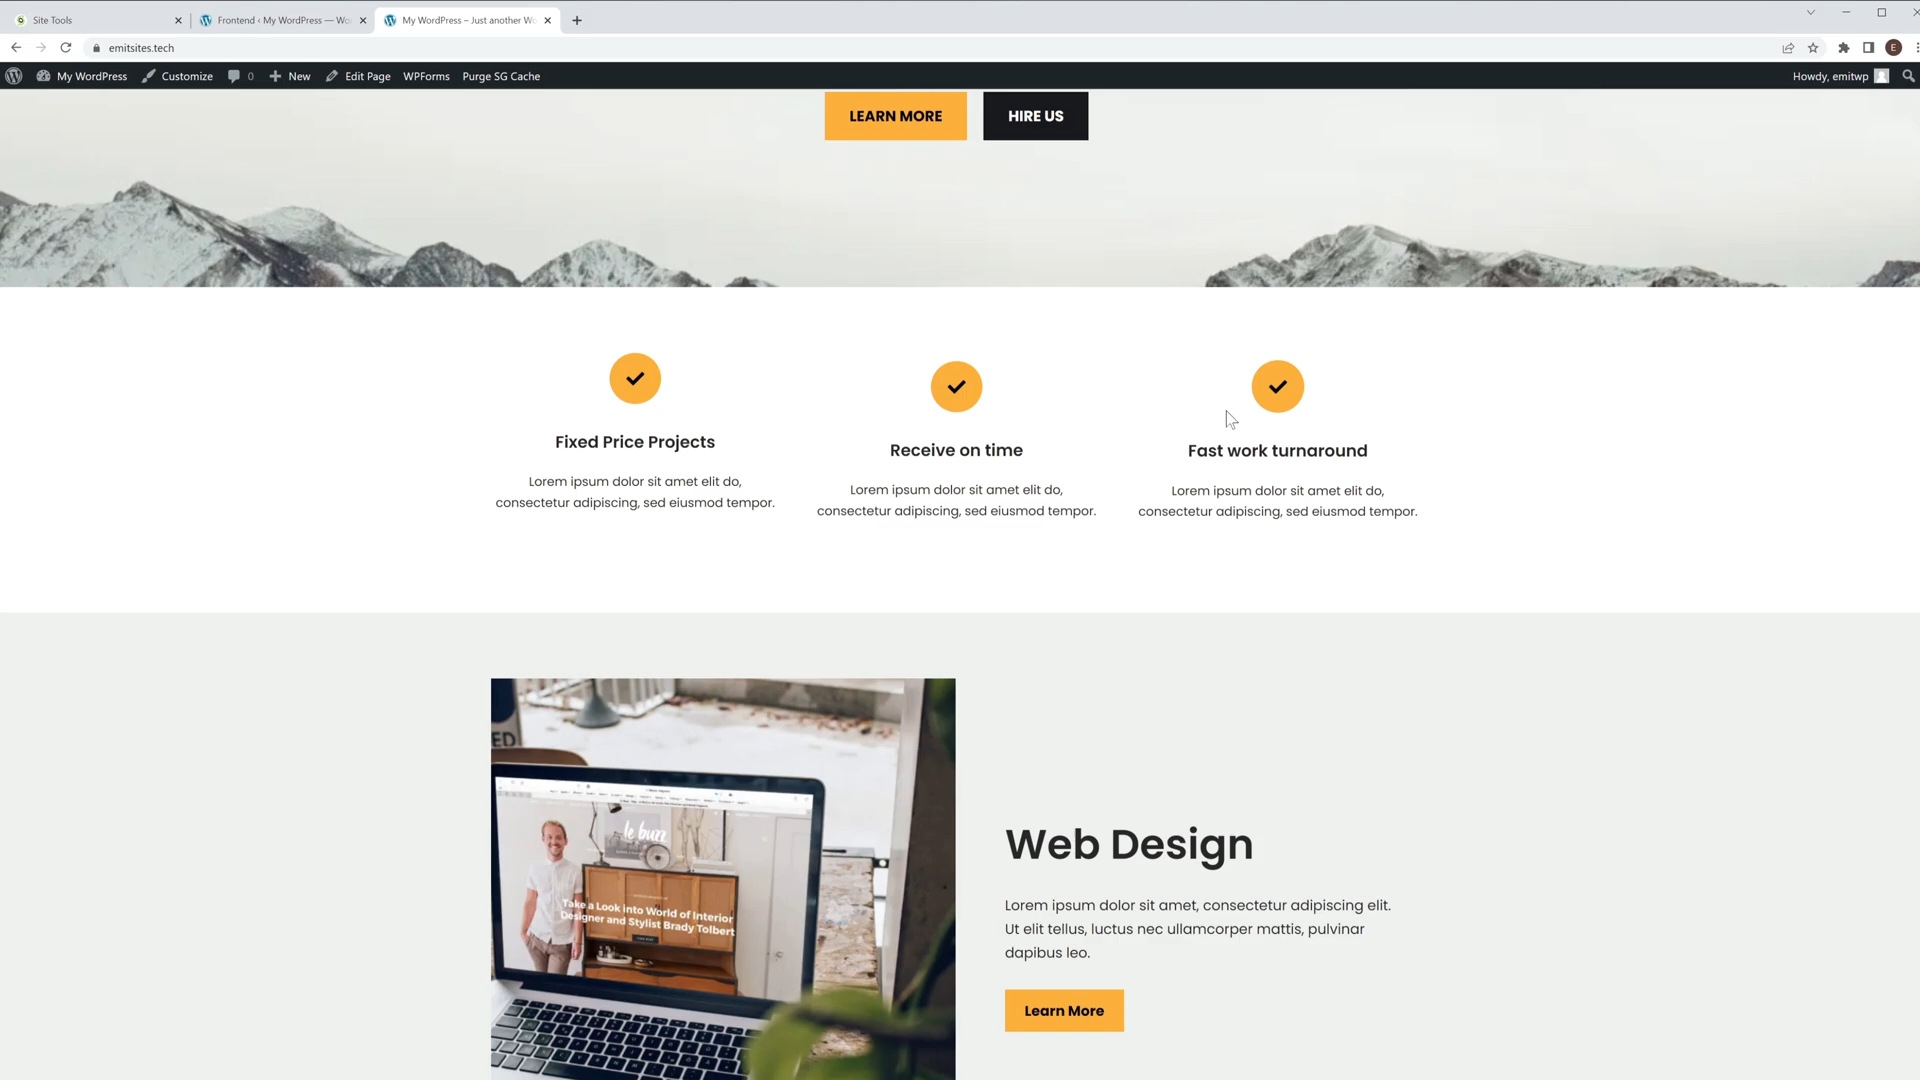 Site Tools
Frontend ‹ My WordPress — Wo
My WordPress – Just another Wo
emitsites.tech
E
My WordPress
Customize
0
New
Edit Page
WPForms
Purge SG Cache
Howdy, emitwp
LEARN MORE
HIRE US
Fixed Price Projects
Lorem ipsum dolor sit amet elit do,
consectetur adipiscing, sed eiusmod tempor.
Receive on time
Lorem ipsum dolor sit amet elit do,
consectetur adipiscing, sed eiusmod tempor.
Fast work turnaround
Lorem ipsum dolor sit amet elit do,
consectetur adipiscing, sed eiusmod tempor.
ED
le buzz
Take a Look into World of Interior
Designer and Stylist Brady Tolbert
Web Design
Lorem ipsum dolor sit amet, consectetur adipiscing elit.
Ut elit tellus, luctus nec ullamcorper mattis, pulvinar
dapibus leo.
Learn More